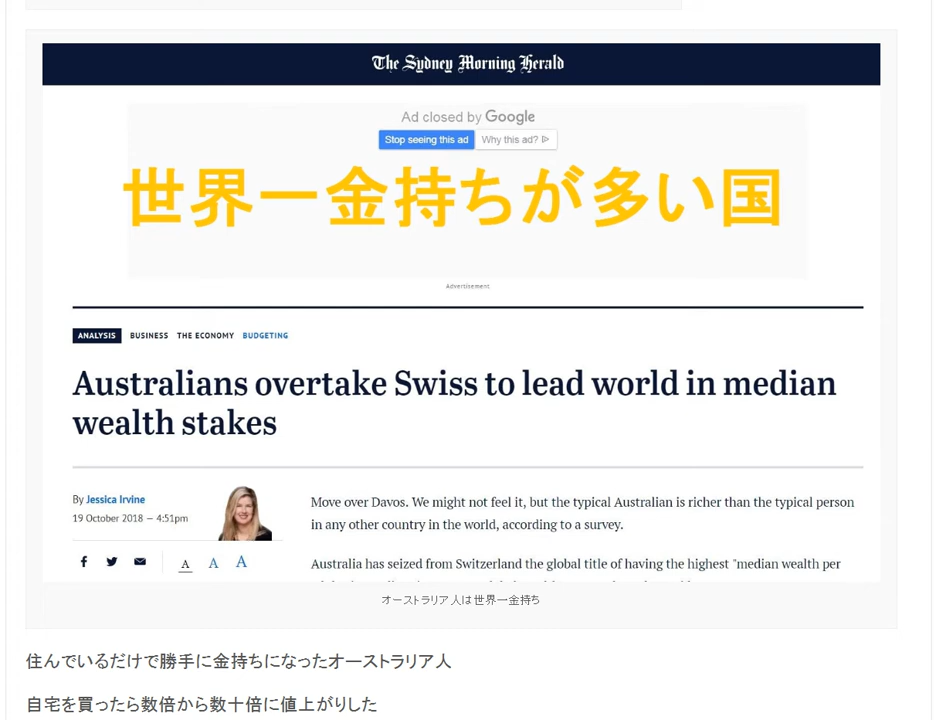 The Sydney Morning Herald
Ad closed by Google
Stop seeing this ad Why this ad?
世界一金持ちが多い国
Advertisement
ANALYSIS BUSINESS THE ECONOMY BUDGETING
Australians overtake Swiss to lead world in median
wealth stakes
By Jessica Irvine
19 October 2018 — 4:51pm
A A A
Move over Davos. We might not feel it, but the typical Australian is richer than the typical person
in any other country in the world, according to a survey.
Australia has seized from Switzerland the global title of having the highest "median wealth per
オーストラリア人は世界一金持ち
住んでいるだけで勝手に金持ちになったオーストラリア人
自宅を買ったら数倍から数十倍に値上がりした